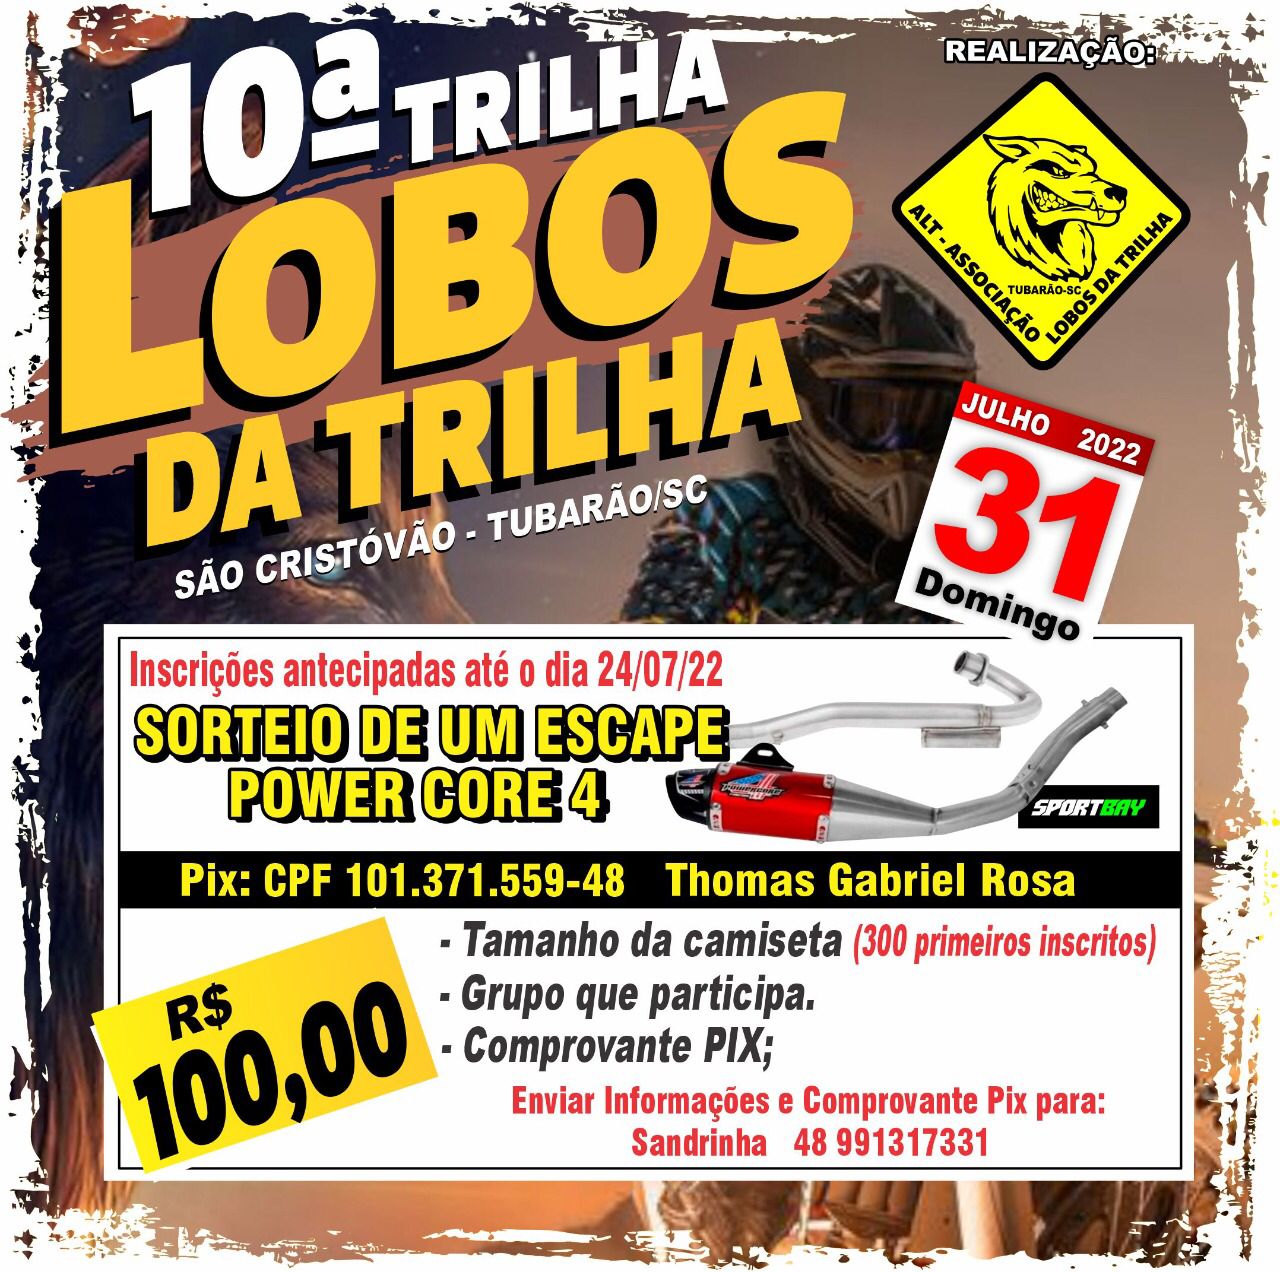 10ª TRILHA
LOBOS
DA TRILHA
SÃO CRISTÓVÃO - TUBARÃO/SC
REALIZAÇÃO:
TUBARÃO-SC
ALT - ASSOCIAÇÃO LOBOS DA TRILHA
JULHO 2022
31
Domingo
Inscrições antecipadas até o dia 24/07/22
SORTEIO DE UM ESCAPE
POWER CORE 4
POWERCORE
SPORTBAY
Pix: CPF 101.371.559-48 Thomas Gabriel Rosa
R$
100,00
- Tamanho da camiseta (300 primeiros inscritos)
- Grupo que participa.
- Comprovante PIX;
Enviar Informações e Comprovante Pix para:
Sandrinha 48 991317331